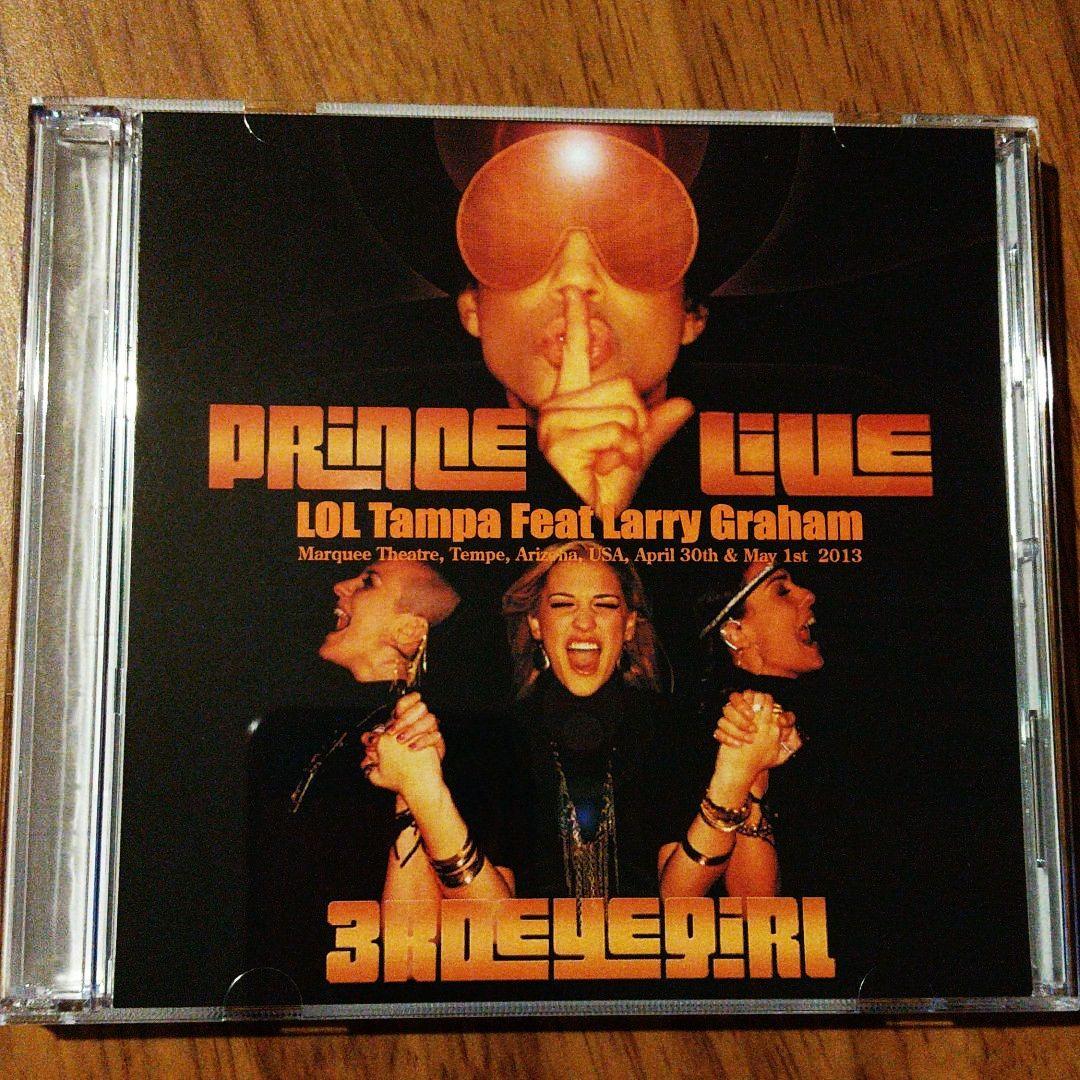 PRINCE LIVE
LOL Tampa Feat Larry Graham
Marquee Theatre, Tempe, Arizona, USA, April 30th & May 1st 2013
3RDEYEGIRL